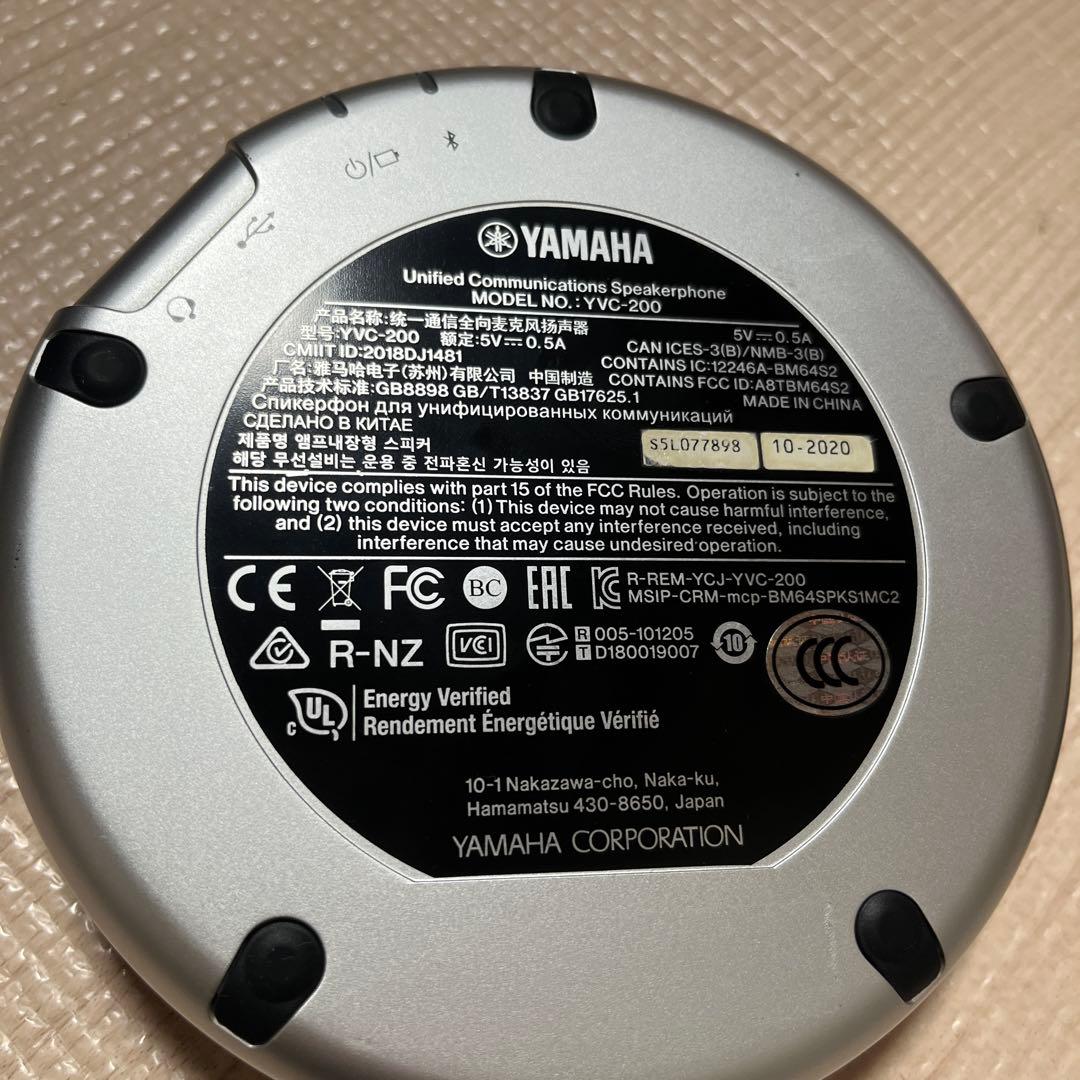 YAMAHA
Unified Communications Speakerphone
MODEL NO.: YVC-200
产品名称:统一通信全向麦克风扬声器
型号:YVC-200 额定:5V⎓0.5A
CMIIT ID:2018DJ1481
厂名:雅马哈电子(苏州)有限公司 中国制造
产品技术标准:GB8898 GB/T13837 GB17625.1
5V⎓0.5A
CAN ICES-3(B)/NMB-3(B)
CONTAINS IC:12246A-BM64S2
CONTAINS FCC ID:A8TBM64S2
MADE IN CHINA
Спикерфон для унифицированных коммуникаций
СДЕЛАНО В КИТАЕ
제품명 앰프내장형 스피커
해당 무선설비는 운용 중 전파혼신 가능성이 있음
S5L077898
10-2020
This device complies with part 15 of the FCC Rules. Operation is subject to the
following two conditions: (1) This device may not cause harmful interference,
and (2) this device must accept any interference received, including
interference that may cause undesired operation.
CE FC BC EAC
R-REM-YCJ-YVC-200
MSIP-CRM-mcp-BM64SPKS1MC2
R-NZ VCI
R 005-101205
T D180019007
10
CCC
c UL
Energy Verified
Rendement Énergétique Vérifié
10-1 Nakazawa-cho, Naka-ku,
Hamamatsu 430-8650, Japan
YAMAHA CORPORATION